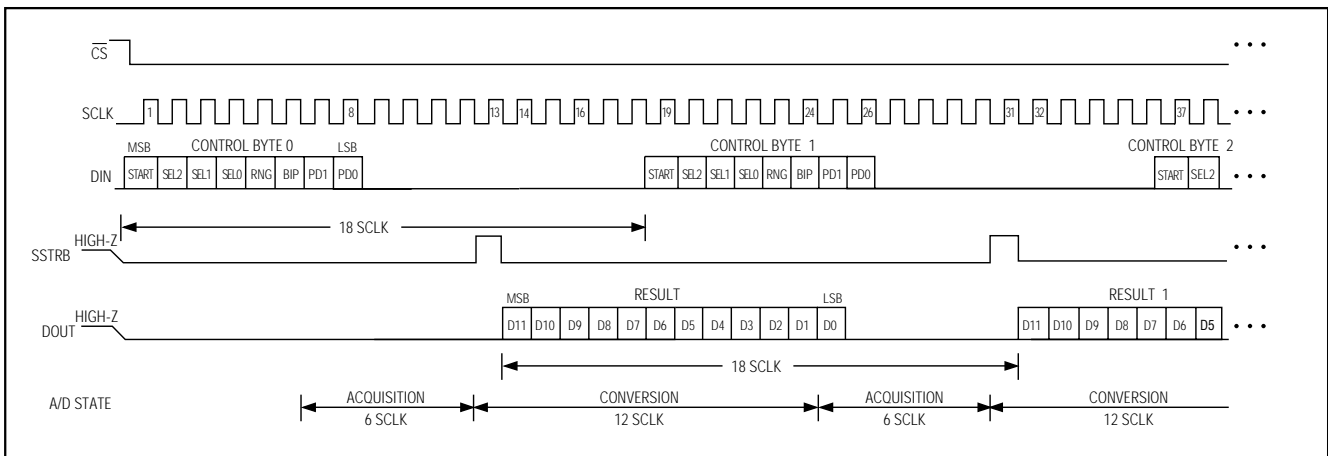 CS
• • •
SCLK 1 8 13 14 16 19 24 26 31 32 37 • • •
MSB CONTROL BYTE 0 LSB CONTROL BYTE 1 CONTROL BYTE 2
DIN START SEL2 SEL1 SEL0 RNG BIP PD1 PD0 START SEL2 SEL1 SEL0 RNG BIP PD1 PD0 START SEL2 • • •
18 SCLK
HIGH-Z
SSTRB • • •
MSB RESULT LSB RESULT 1
HIGH-Z
DOUT D11 D10 D9 D8 D7 D6 D5 D4 D3 D2 D1 D0 D11 D10 D9 D8 D7 D6 D5 • • •
18 SCLK
A/D STATE ACQUISITION CONVERSION ACQUISITION CONVERSION
6 SCLK 12 SCLK 6 SCLK 12 SCLK